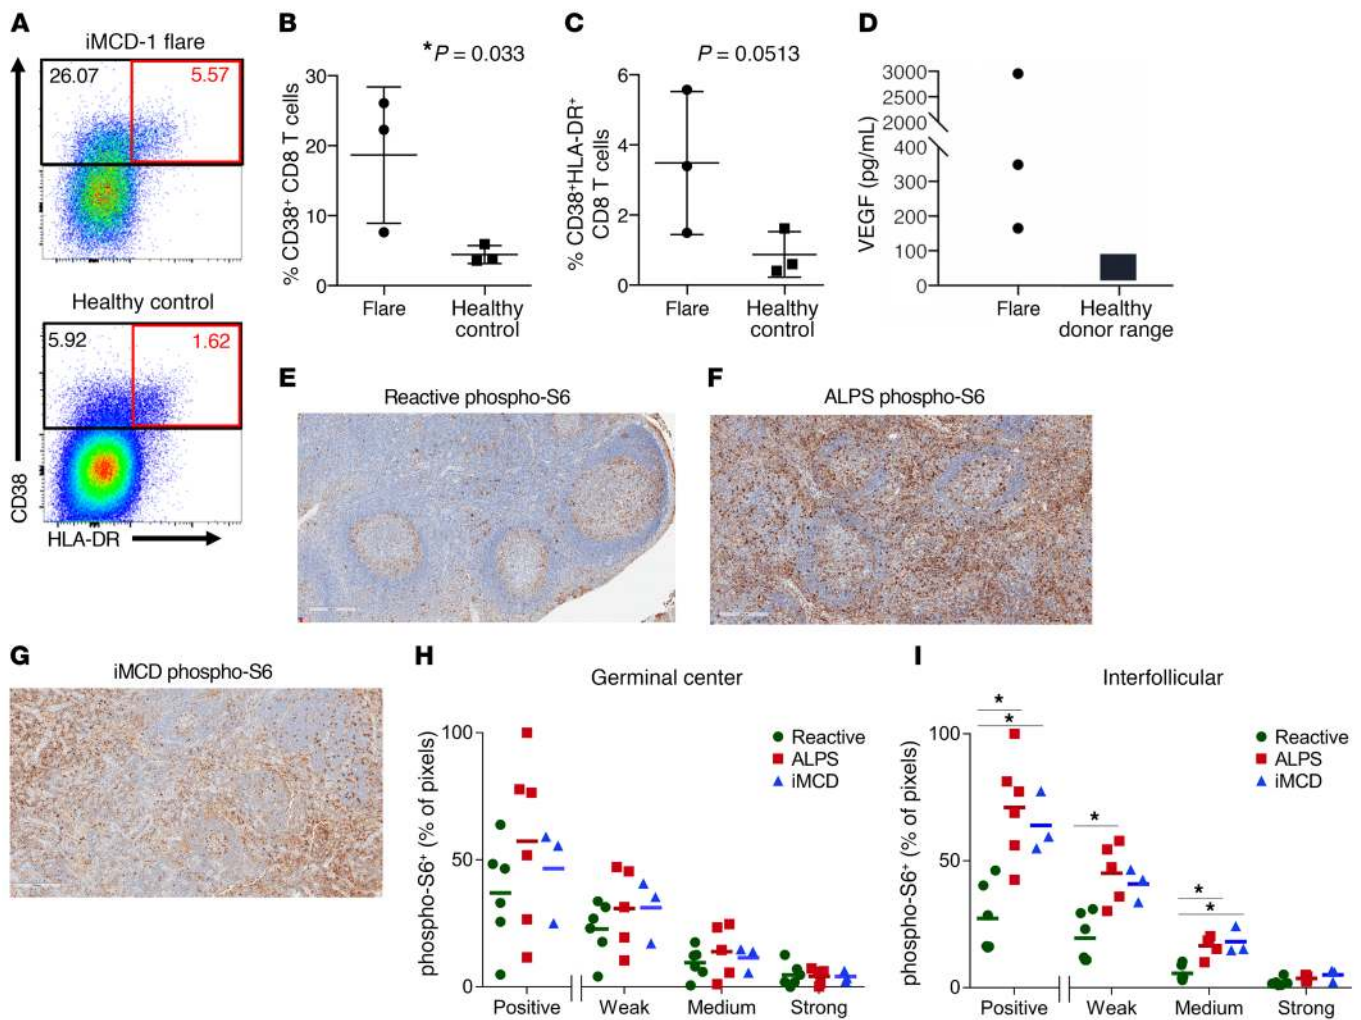 A
iMCD-1 flare
26.07
5.57
Healthy control
5.92
1.62
CD38
HLA-DR
B
*P = 0.033
% CD38+ CD8 T cells
30
20
10
0
Flare
Healthy
control
C
P = 0.0513
% CD38+HLA-DR+
CD8 T cells
6
4
2
0
Flare
Healthy
control
D
VEGF (pg/mL)
3000
2500
2000
400
300
200
100
0
Flare
Healthy
donor range
E
Reactive phospho-S6
F
ALPS phospho-S6
G
iMCD phospho-S6
H
Germinal center
phospho-S6+ (% of pixels)
100
50
0
Reactive
ALPS
iMCD
Positive
Weak
Medium
Strong
I
Interfollicular
phospho-S6+ (% of pixels)
100
50
0
*
*
*
*
*
Reactive
ALPS
iMCD
Positive
Weak
Medium
Strong